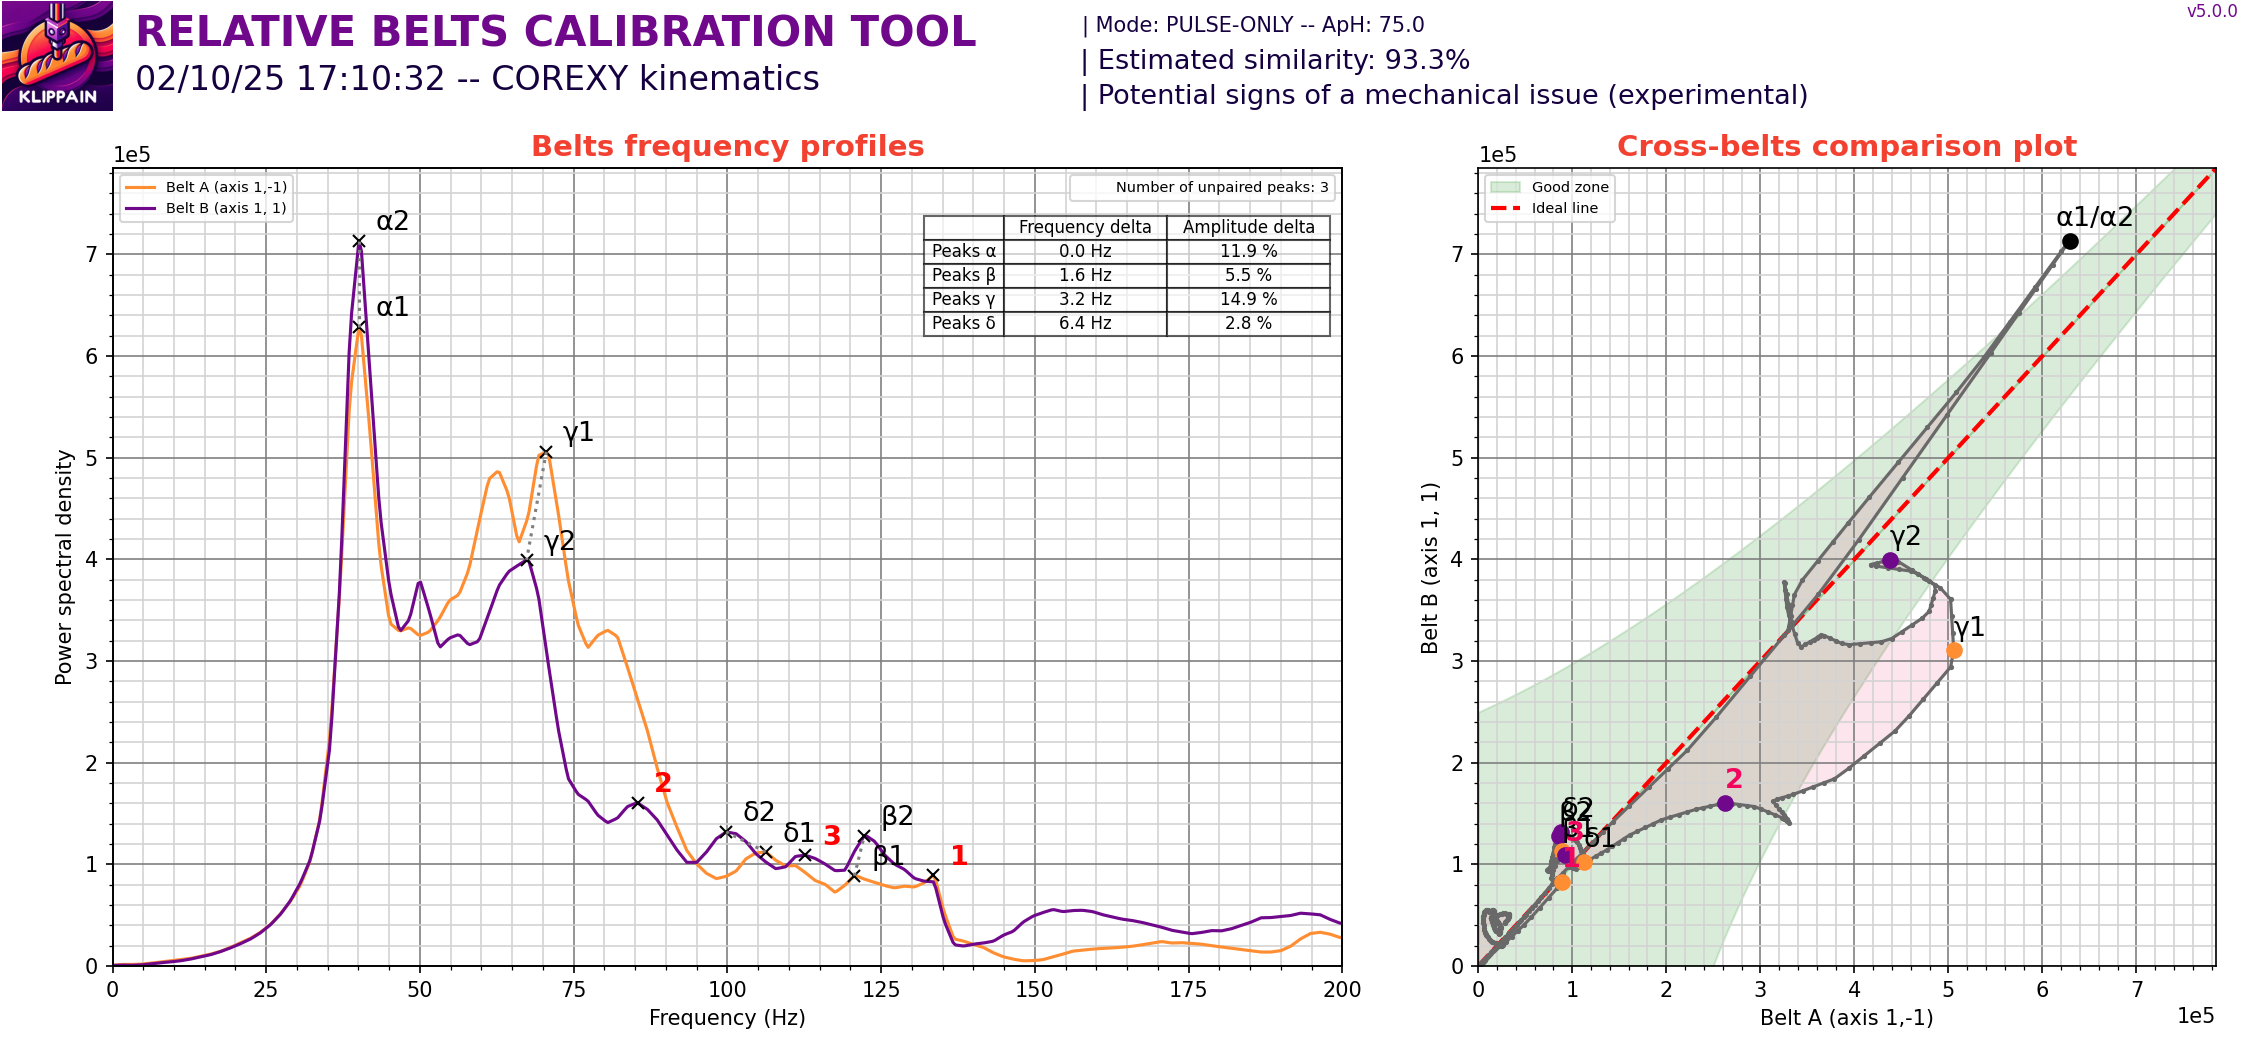 KLIPPAIN
RELATIVE BELTS CALIBRATION TOOL
02/10/25 17:10:32 -- COREXY kinematics
| Mode: PULSE-ONLY -- ApH: 75.0
| Estimated similarity: 93.3%
| Potential signs of a mechanical issue (experimental)
v5.0.0
Belts frequency profiles
1e5
Belt A (axis 1,-1)
Belt B (axis 1, 1)
Number of unpaired peaks: 3
Frequency delta Amplitude delta
Peaks α 0.0 Hz 11.9 %
Peaks β 1.6 Hz 5.5 %
Peaks γ 3.2 Hz 14.9 %
Peaks δ 6.4 Hz 2.8 %
α2
α1
γ1
γ2
2
δ2
δ1
3
β2
β1
1
Power spectral density
7
6
5
4
3
2
1
0
0 25 50 75 100 125 150 175 200
Frequency (Hz)
Cross-belts comparison plot
1e5
Good zone
Ideal line
α1/α2
γ2
γ1
2
δ2
β2
β1
3
δ1
1
Belt B (axis 1, 1)
7
6
5
4
3
2
1
0
0 1 2 3 4 5 6 7
Belt A (axis 1,-1)
1e5